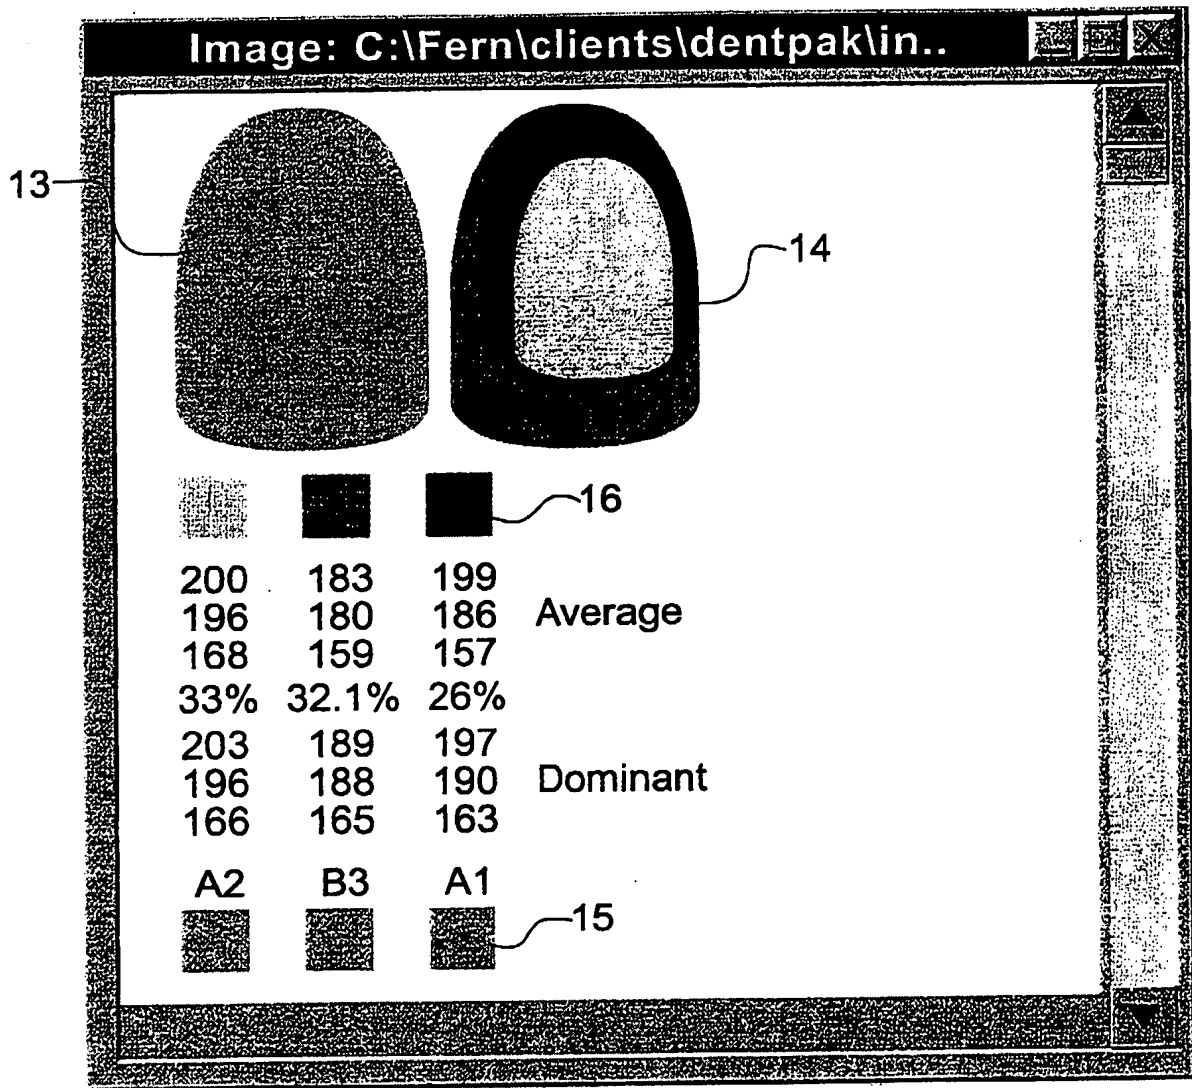 Image: C:\Fern\clients\dentpak\in..
13
14
16
200 183 199
196 180 186 Average
168 159 157
33% 32.1% 26%
203 189 197
196 188 190 Dominant
166 165 163
A2 B3 A1
15